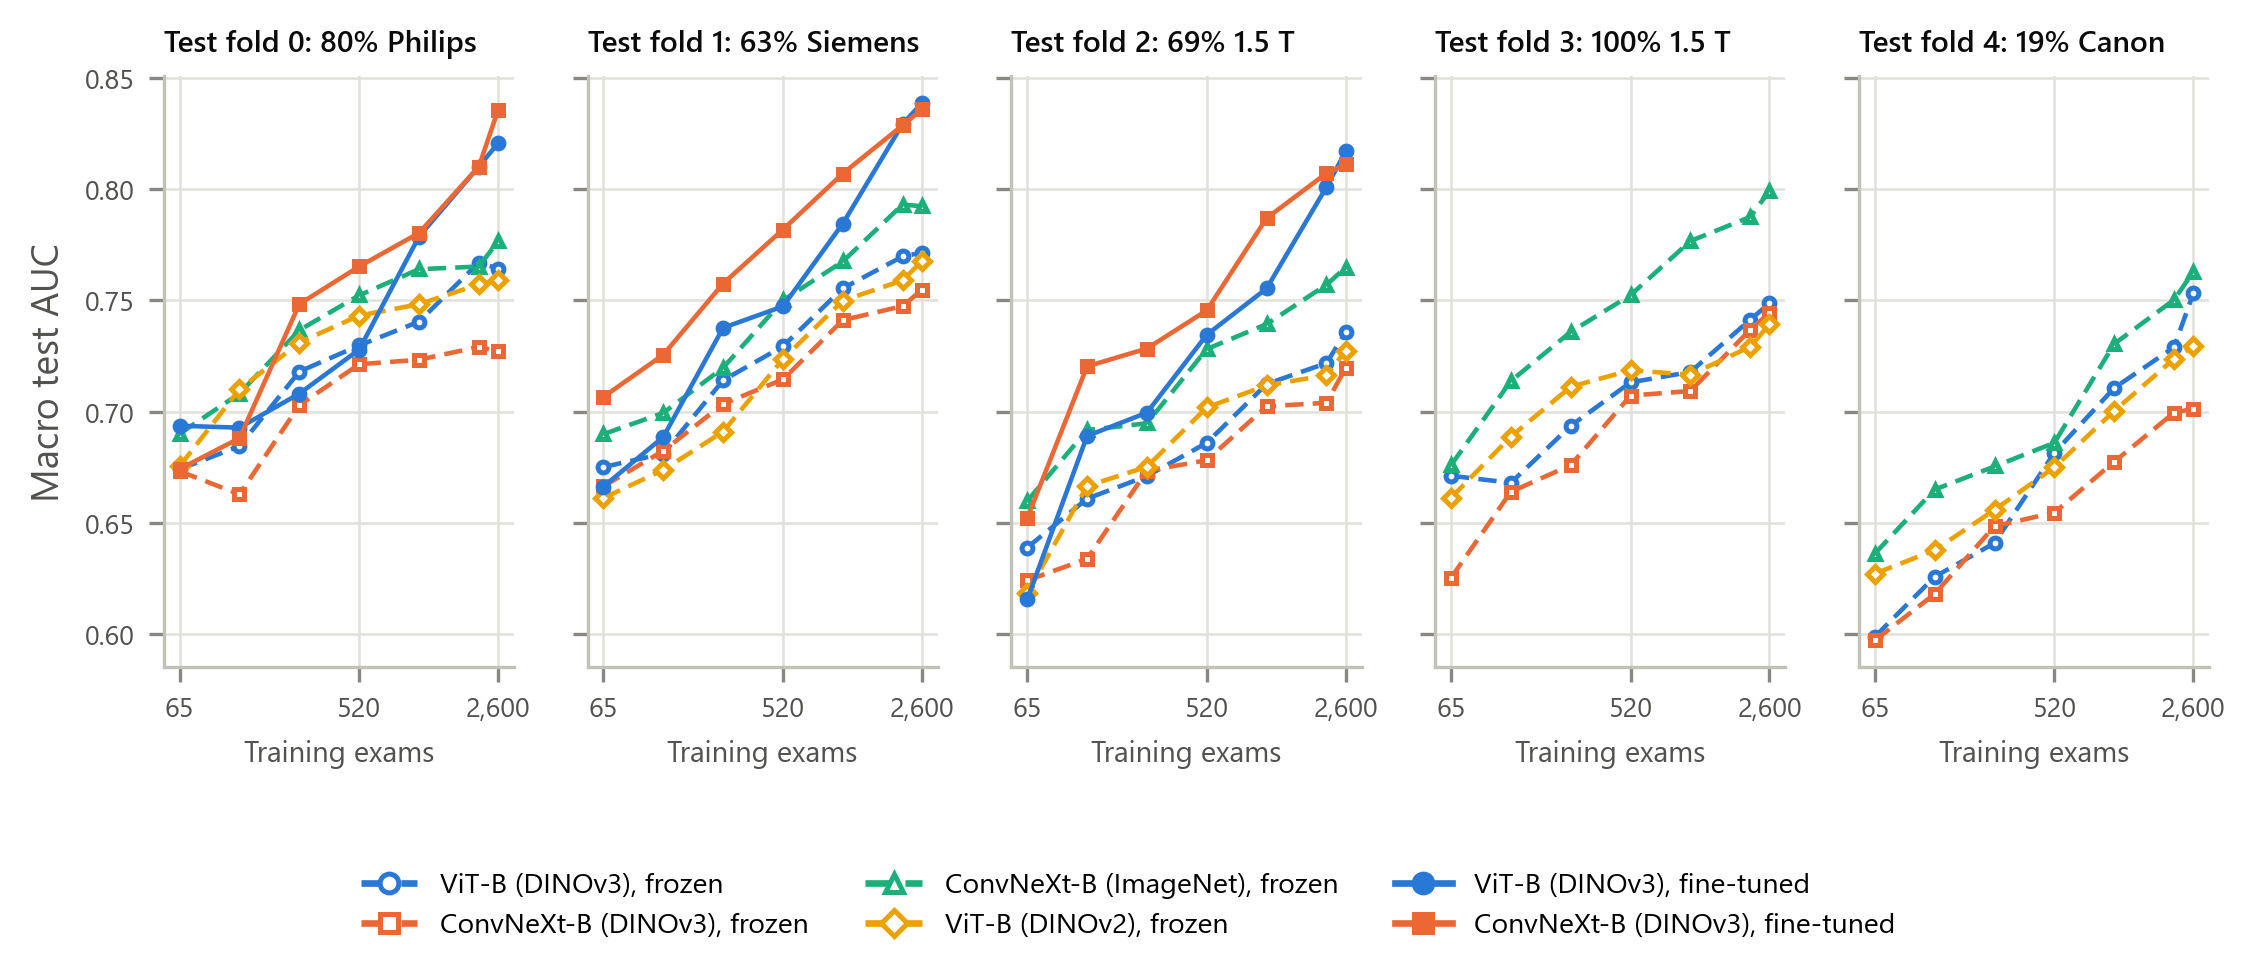 Test fold 0: 80% Philips
Test fold 1: 63% Siemens
Test fold 2: 69% 1.5 T
Test fold 3: 100% 1.5 T
Test fold 4: 19% Canon
Macro test AUC
0.85
0.80
0.75
0.70
0.65
0.60
65 520 2,600
65 520 2,600
65 520 2,600
65 520 2,600
65 520 2,600
Training exams
Training exams
Training exams
Training exams
Training exams
ViT-B (DINOv3), frozen
ConvNeXt-B (DINOv3), frozen
ConvNeXt-B (ImageNet), frozen
ViT-B (DINOv2), frozen
ViT-B (DINOv3), fine-tuned
ConvNeXt-B (DINOv3), fine-tuned